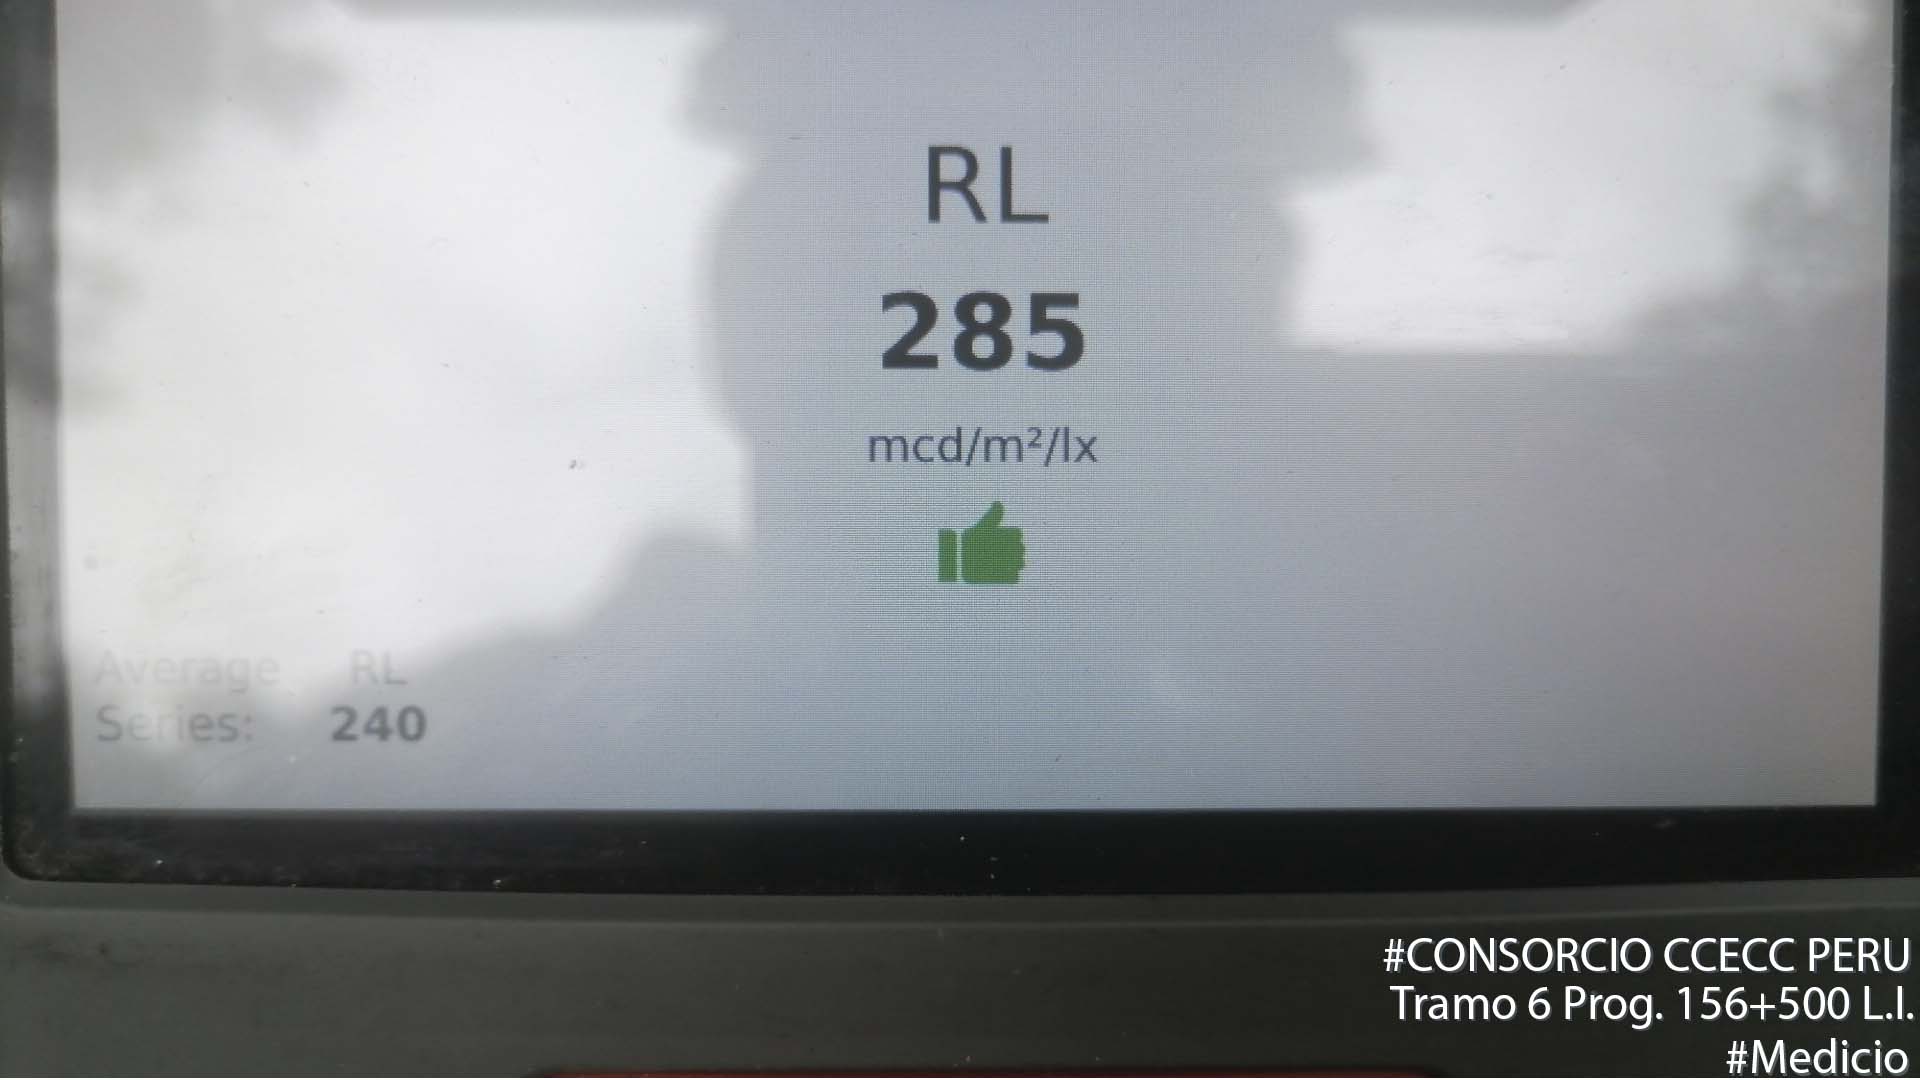 RL
285
mcd/m²/lx
Average RL
Series: 240
#CONSORCIO CCECC PERU
Tramo 6 Prog. 156+500 L.I.
#Medicio